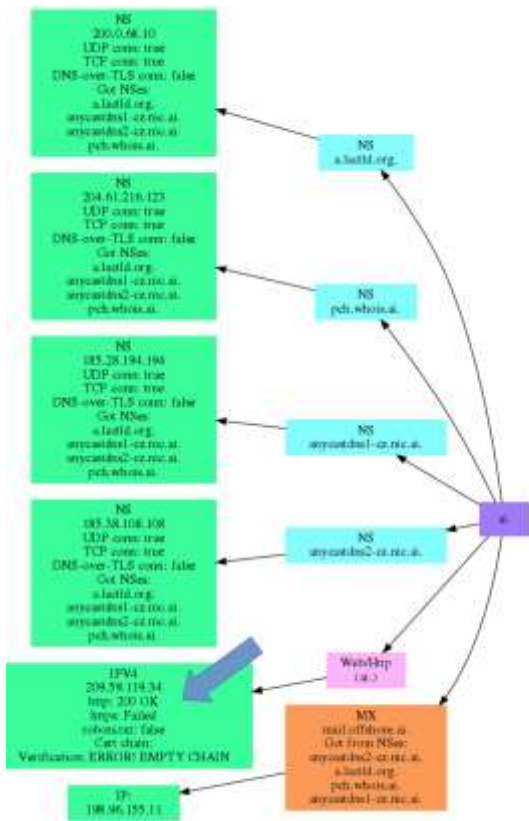 NS
200.0.68.10
UDP conn: true
TCP conn: true
DNS-over-TLS conn: false
Got NSes:
a.lactld.org.
anycastdns1-cz.nic.ai.
anycastdns2-cz.nic.ai.
pch.whois.ai.
NS
a.lactld.org.
NS
204.61.216.123
UDP conn: true
TCP conn: true
DNS-over-TLS conn: false
Got NSes:
a.lactld.org.
anycastdns1-cz.nic.ai.
anycastdns2-cz.nic.ai.
pch.whois.ai.
NS
pch.whois.ai.
NS
185.28.194.194
UDP conn: true
TCP conn: true
DNS-over-TLS conn: false
Got NSes:
a.lactld.org.
anycastdns1-cz.nic.ai.
anycastdns2-cz.nic.ai.
pch.whois.ai.
NS
anycastdns1-cz.nic.ai.
ai.
NS
185.38.108.108
UDP conn: true
TCP conn: true
DNS-over-TLS conn: false
Got NSes:
a.lactld.org.
anycastdns1-cz.nic.ai.
anycastdns2-cz.nic.ai.
pch.whois.ai.
NS
anycastdns2-cz.nic.ai.
IPV4
209.59.119.34
http: 200 OK
https: Failed
robots.txt: false
Cert chain:
Verification: ERROR! EMPTY CHAIN
Web/Http
(ai.)
MX
mail.offshore.ai.
Got from NSes:
anycastdns2-cz.nic.ai.
a.lactld.org.
pch.whois.ai.
anycastdns1-cz.nic.ai.
IP:
198.96.155.11